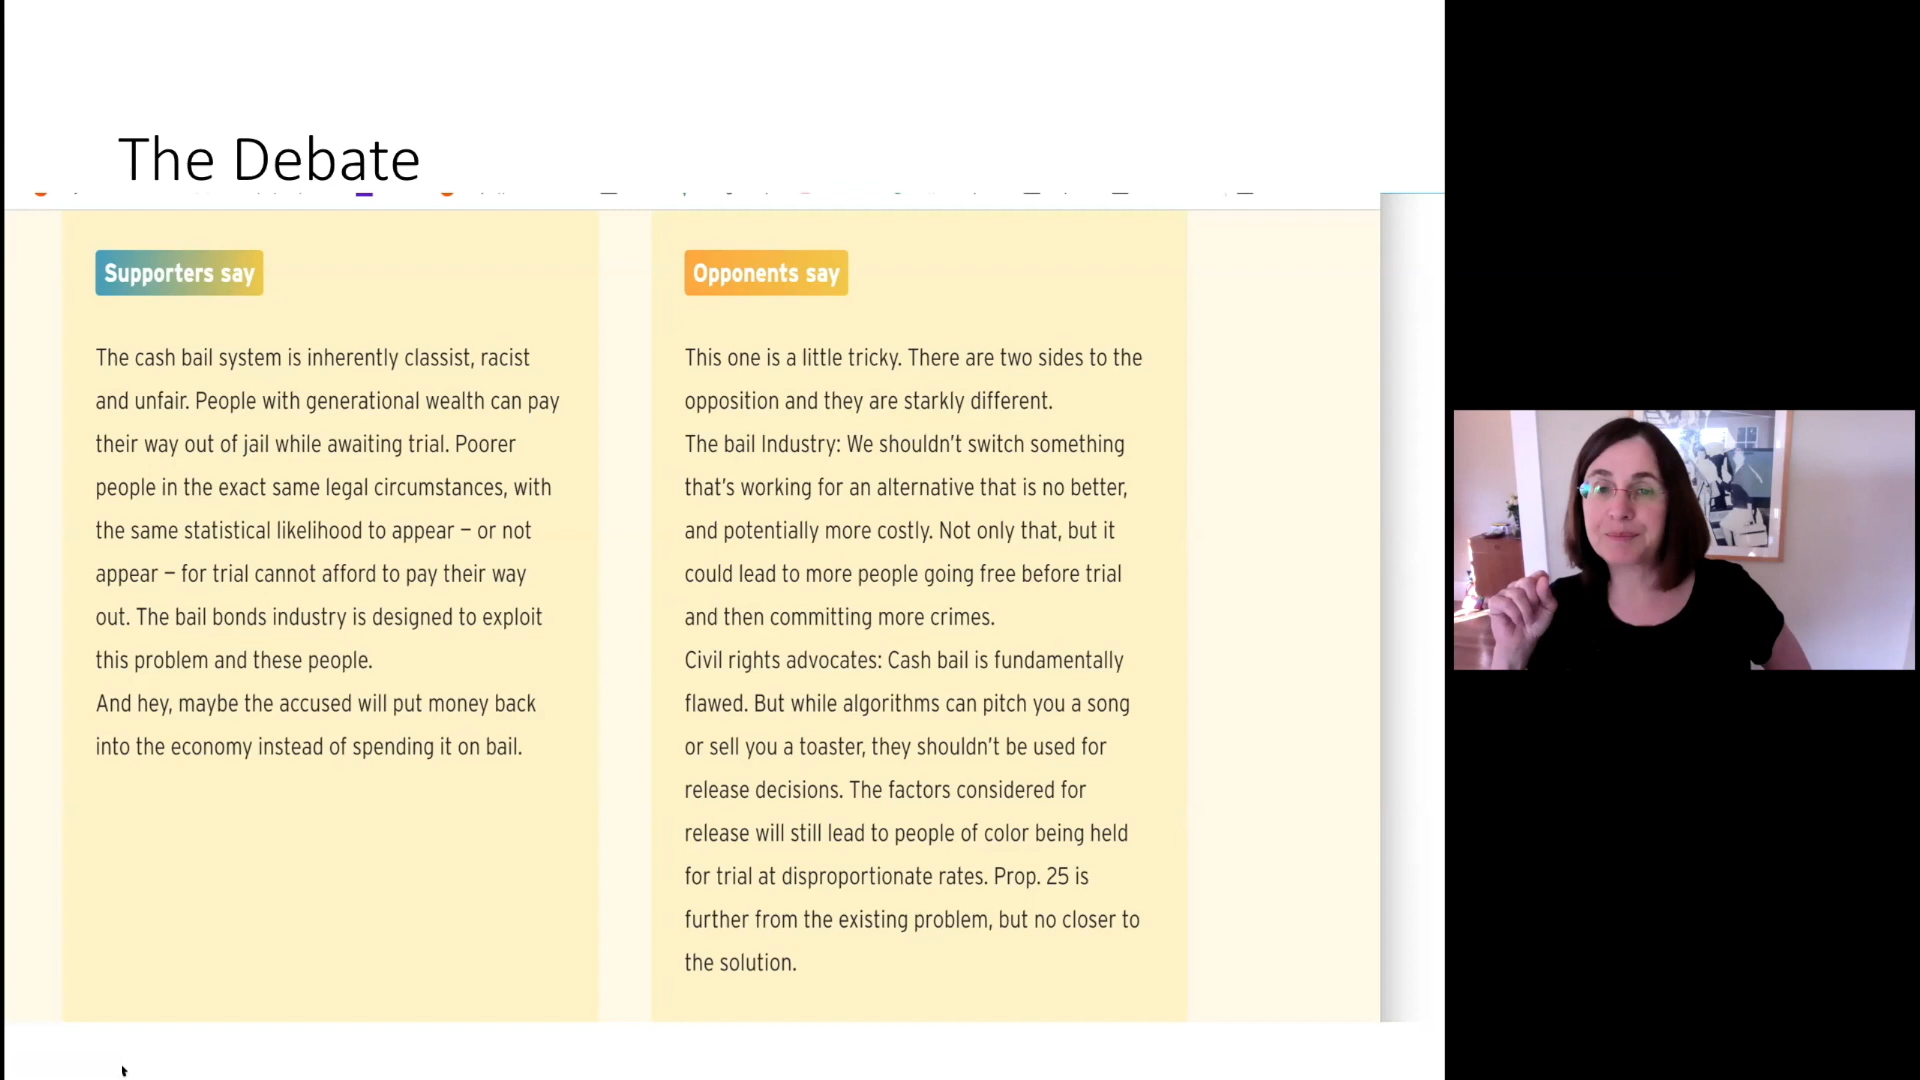 The Debate
Supporters say
The cash bail system is inherently classist, racist
and unfair. People with generational wealth can pay
their way out of jail while awaiting trial. Poorer
people in the exact same legal circumstances, with
the same statistical likelihood to appear – or not
appear – for trial cannot afford to pay their way
out. The bail bonds industry is designed to exploit
this problem and these people.
And hey, maybe the accused will put money back
into the economy instead of spending it on bail.
Opponents say
This one is a little tricky. There are two sides to the
opposition and they are starkly different.
The bail Industry: We shouldn't switch something
that's working for an alternative that is no better,
and potentially more costly. Not only that, but it
could lead to more people going free before trial
and then committing more crimes.
Civil rights advocates: Cash bail is fundamentally
flawed. But while algorithms can pitch you a song
or sell you a toaster, they shouldn't be used for
release decisions. The factors considered for
release will still lead to people of color being held
for trial at disproportionate rates. Prop. 25 is
further from the existing problem, but no closer to
the solution.